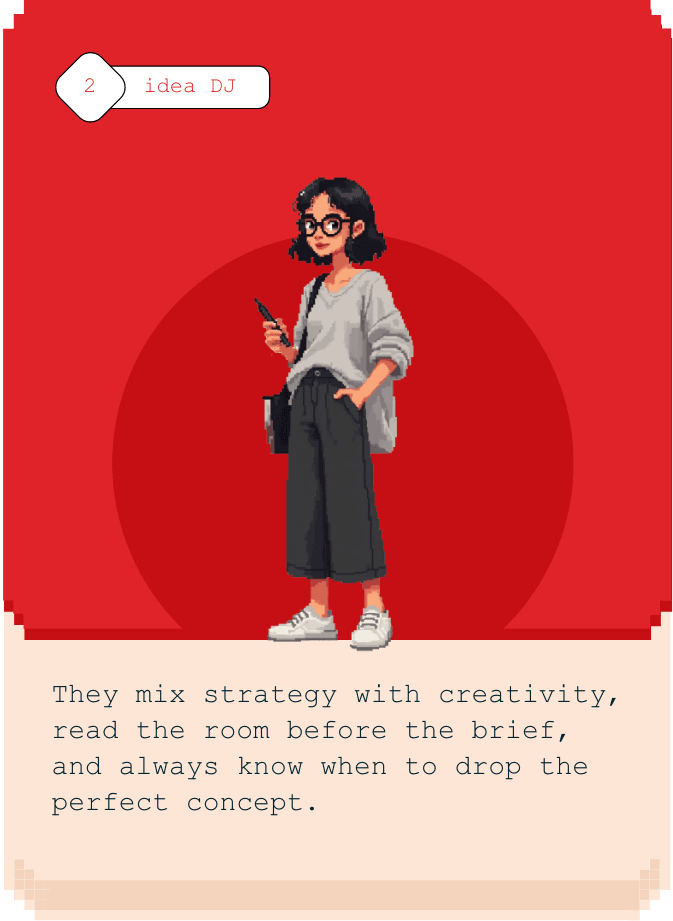 2 idea DJ
They mix strategy with creativity,
read the room before the brief,
and always know when to drop the
perfect concept.